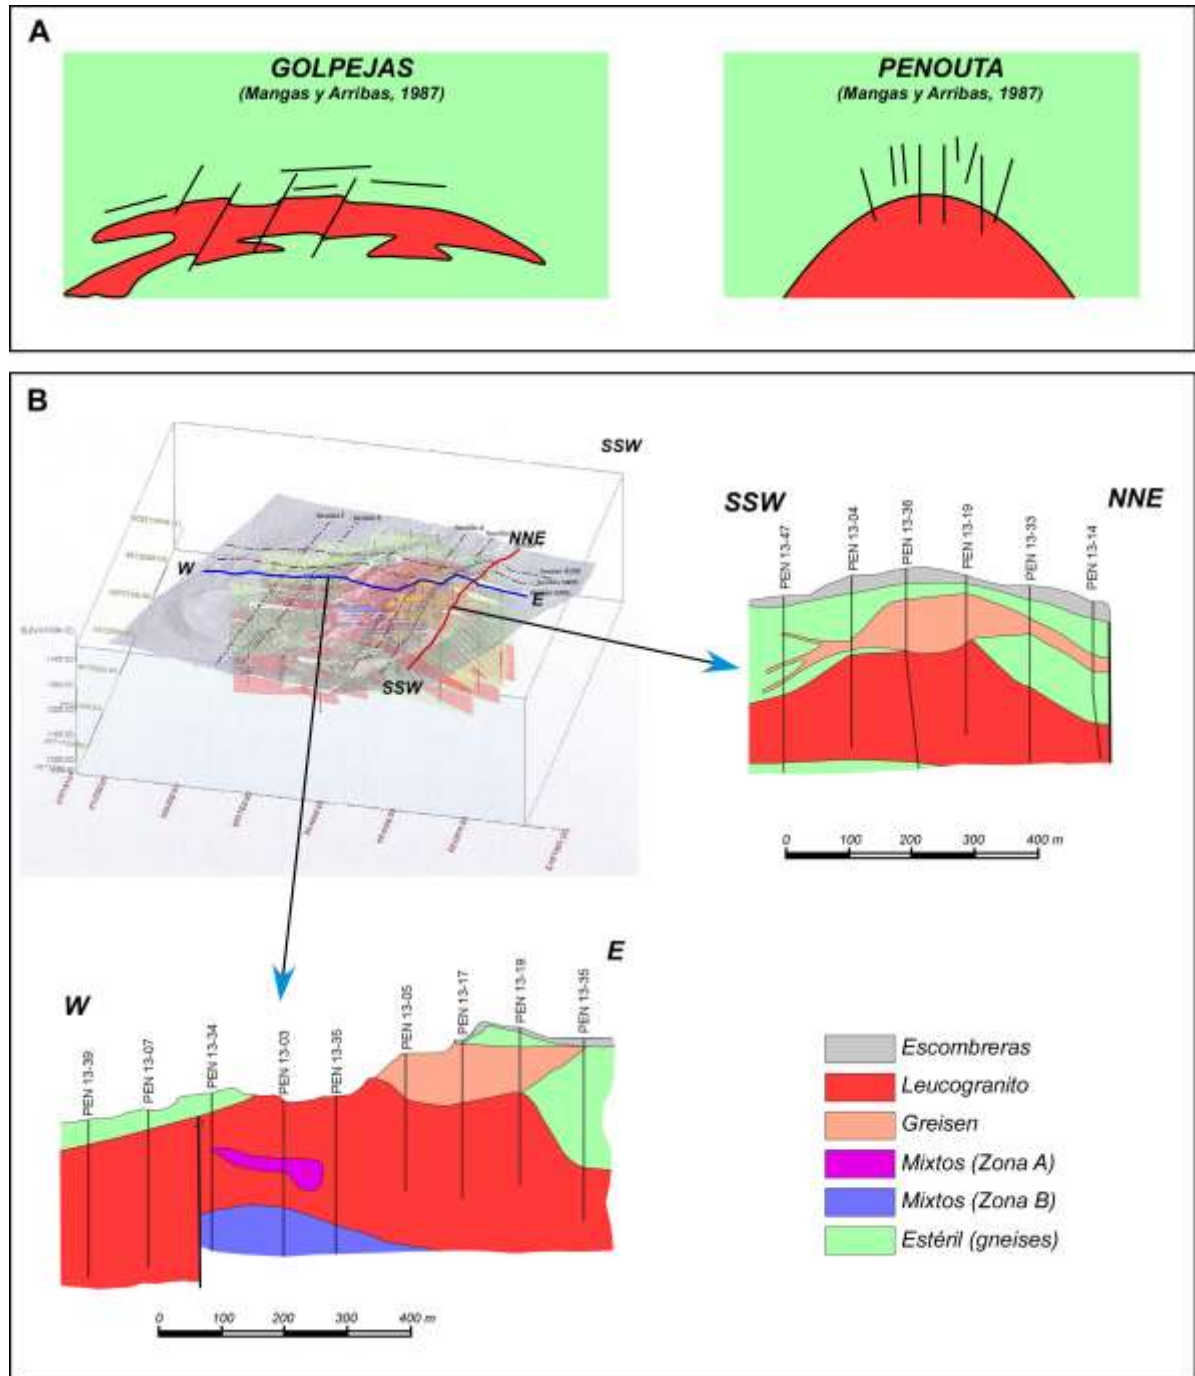 A
GOLPEJAS
(Mangas y Arribas, 1987)
PENOUTA
(Mangas y Arribas, 1987)
B
SSW
NNE
W
E
SSW
SSW
NNE
PEN 13-47
PEN 13-04
PEN 13-36
PEN 13-19
PEN 13-33
PEN 13-14
0 100 200 300 400 m
W
E
PEN 13-39
PEN 13-07
PEN 13-34
PEN 13-03
PEN 13-35
PEN 13-05
PEN 13-17
PEN 13-19
PEN 13-35
0 100 200 300 400 m
Escombreras
Leucogranito
Greisen
Mixtos (Zona A)
Mixtos (Zona B)
Estéril (gneises)